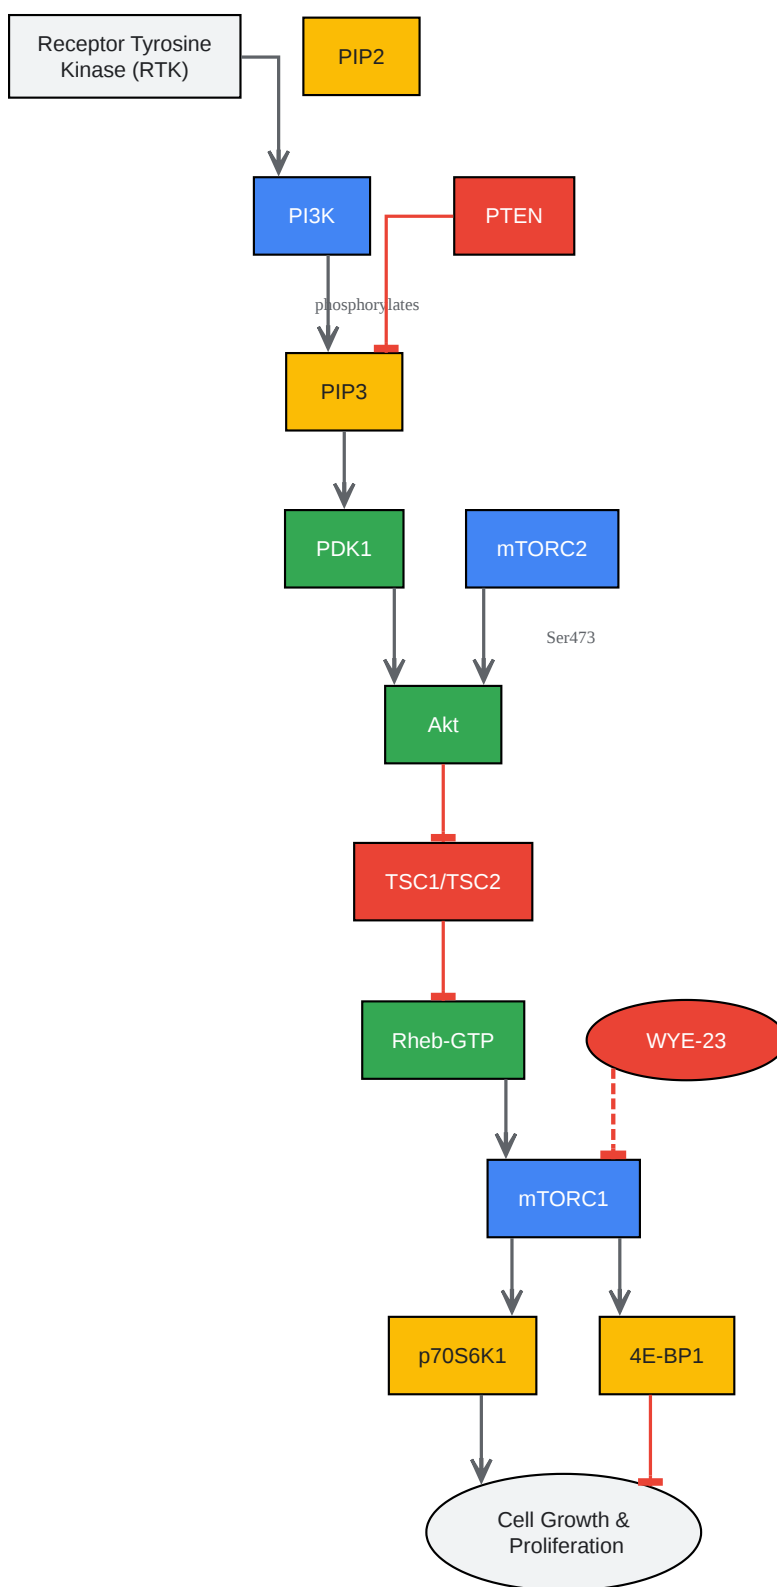 Receptor Tyrosine
Kinase (RTK)
PIP2
PI3K
PTEN
phosphorylates
PIP3
PDK1
mTORC2
Ser473
Akt
TSC1/TSC2
Rheb-GTP
WYE-23
mTORC1
p70S6K1
4E-BP1
Cell Growth &
Proliferation